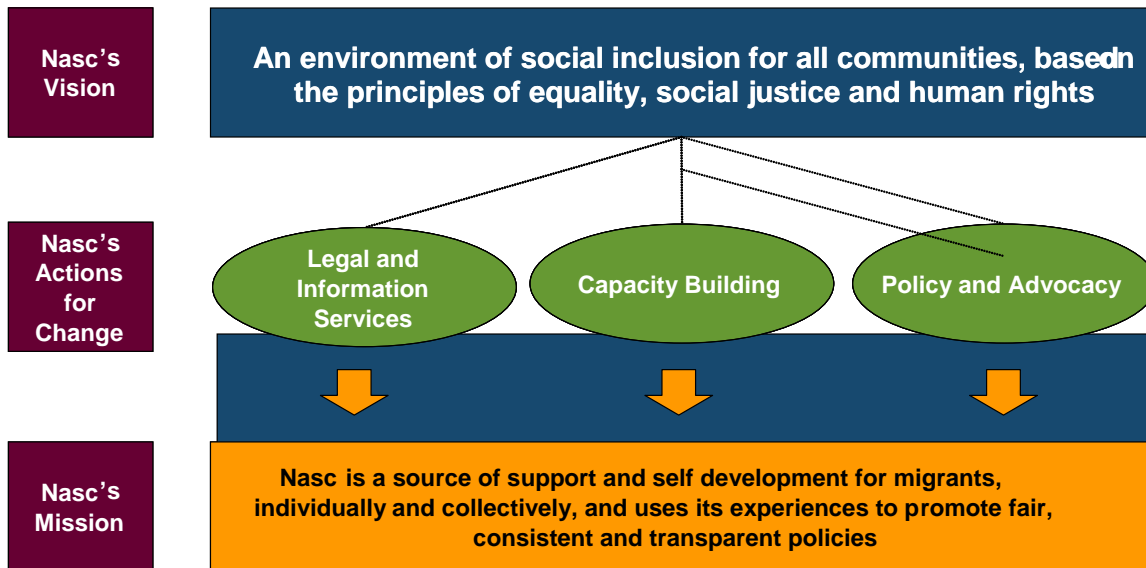 Nasc's
Vision
An environment of social inclusion for all communities, based on
the principles of equality, social justice and human rights
Nasc's
Actions
for
Change
Legal and
Information
Services
Capacity Building
Policy and Advocacy
Nasc's
Mission
Nasc is a source of support and self development for migrants,
individually and collectively, and uses its experiences to promote fair,
consistent and transparent policies